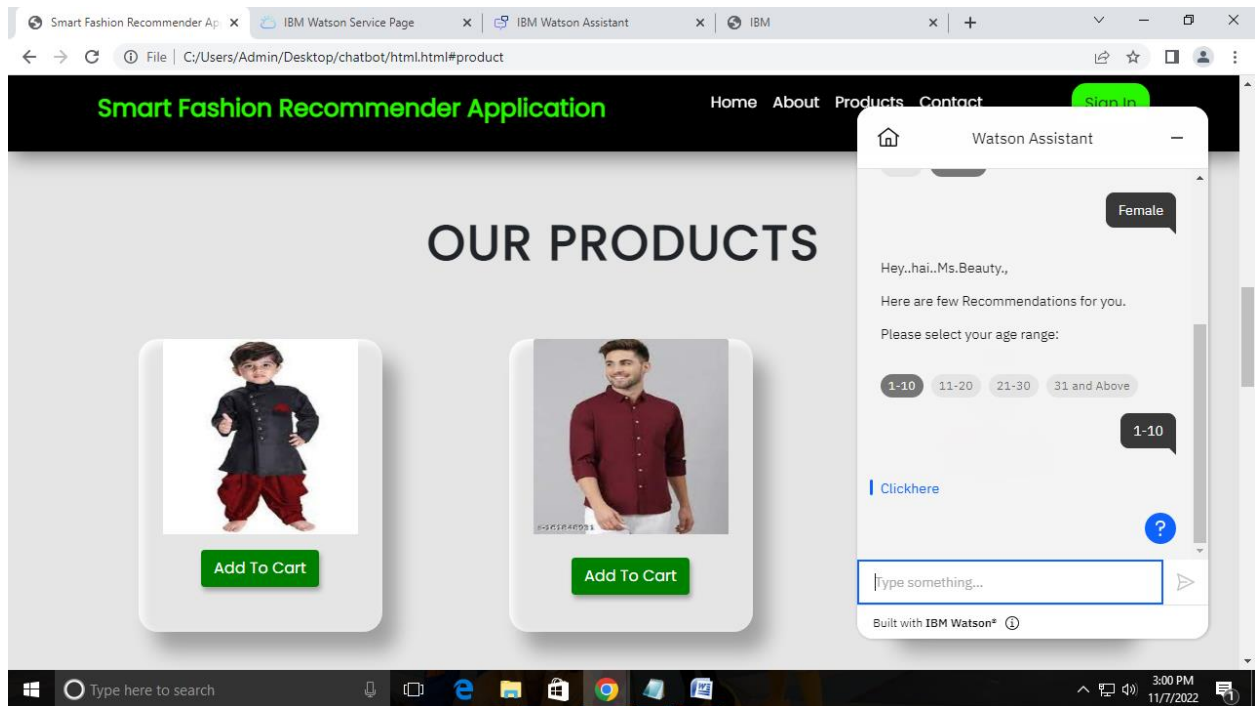 Smart Fashion Recommender Ap
IBM Watson Service Page
IBM Watson Assistant
IBM
File | C:/Users/Admin/Desktop/chatbot/html.html#product
Smart Fashion Recommender Application
Home About Products Contact
Sign In
Watson Assistant
Female
OUR PRODUCTS
Hey..hai..Ms.Beauty.,
Here are few Recommendations for you.
Please select your age range:
1-10 11-20 21-30 31 and Above
1-10
Clickhere
?
Add To Cart
Add To Cart
Type something...
Built with IBM Watson®
Type here to search
3:00 PM
11/7/2022
1